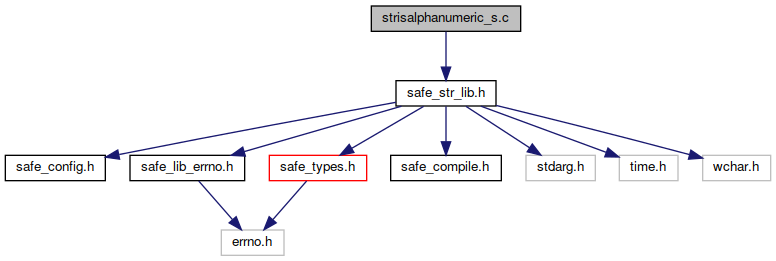 strisalphanumeric_s.c
safe_str_lib.h
safe_config.h
safe_lib_errno.h
safe_types.h
safe_compile.h
stdarg.h
time.h
wchar.h
errno.h